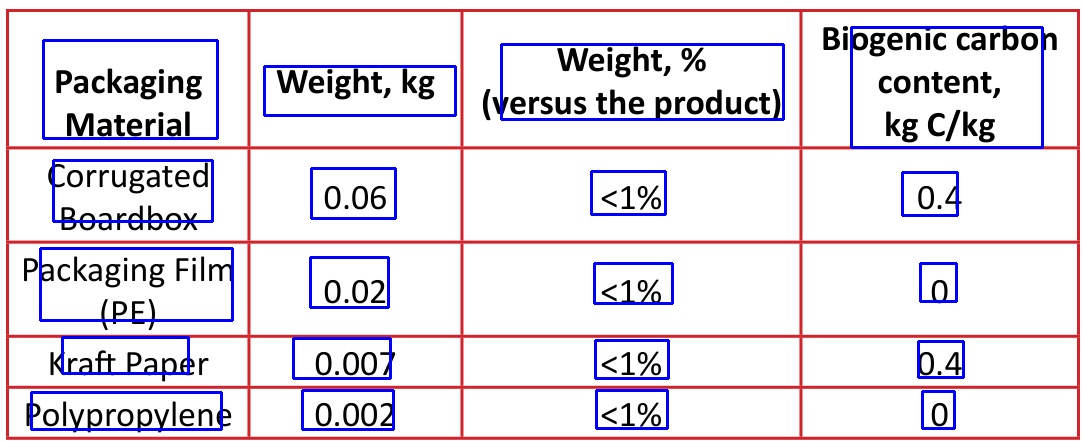 Packaging
Material
Weight, kg
Weight, %
(versus the product)
Biogenic carbon
content,
kg C/kg
Corrugated
Boardbox
0.06
<1%
0.4
Packaging Film
(PE)
0.02
<1%
0
Kraft Paper
0.007
<1%
0.4
Polypropylene
0.002
<1%
0